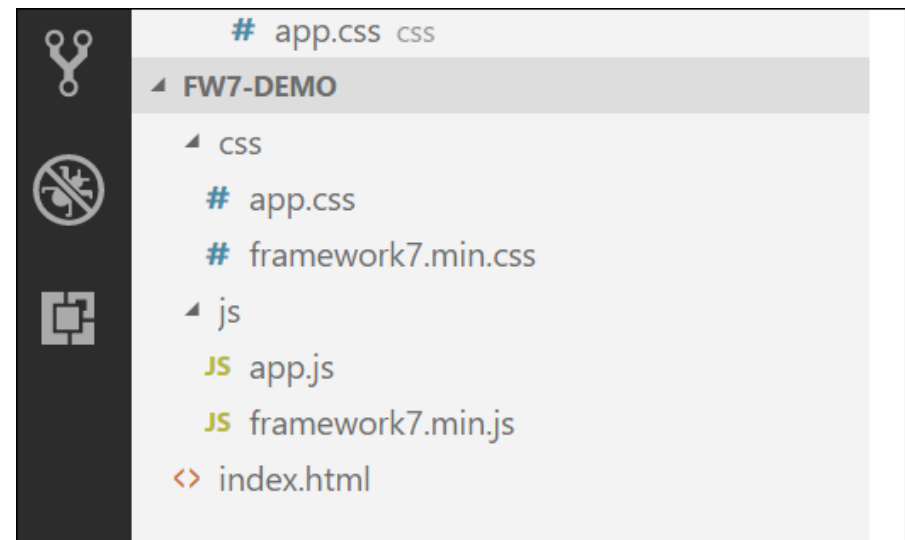 # app.css css
FW7-DEMO
css
# app.css
# framework7.min.css
js
JS app.js
JS framework7.min.js
<> index.html